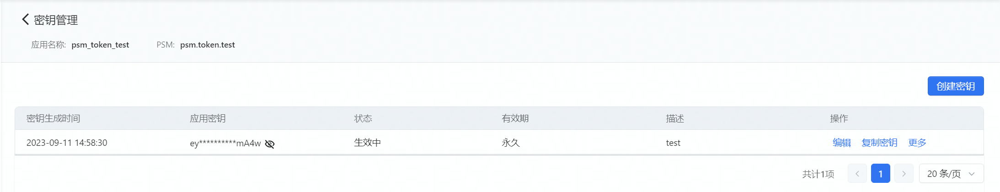 密钥管理
应用名称: psm_token_test PSM: psm.token.test
创建密钥
密钥生成时间 应用密钥 状态 有效期 描述 操作
2023-09-11 14:58:30 ey**********mA4w 生效中 永久 test 编辑 复制密钥 更多
共计1项 1 20 条/页